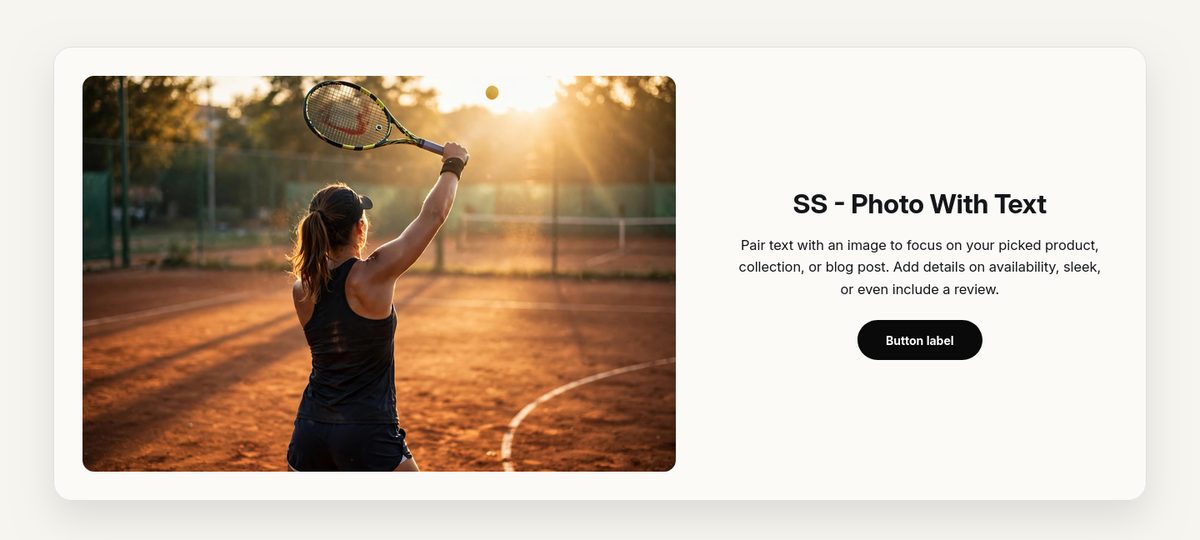 SS - Photo With Text
Pair text with an image to focus on your picked product,
collection, or blog post. Add details on availability, sleek,
or even include a review.
Button label